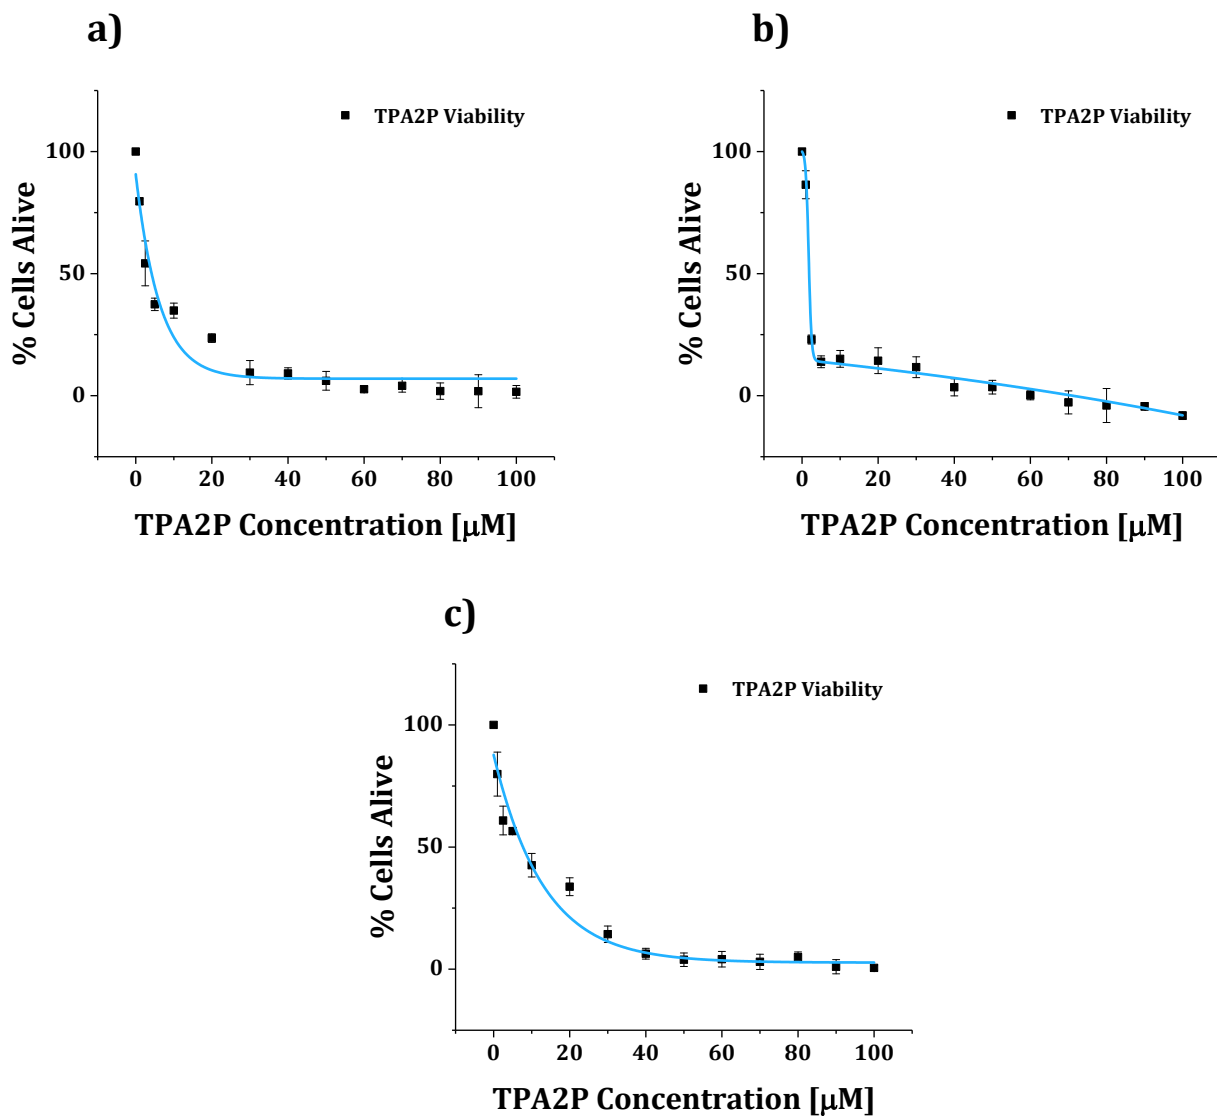 a)
TPA2P Viability
100
50
0
% Cells Alive
0 20 40 60 80 100
TPA2P Concentration [μM]
b)
TPA2P Viability
100
50
0
% Cells Alive
0 20 40 60 80 100
TPA2P Concentration [μM]
c)
TPA2P Viability
100
50
0
% Cells Alive
0 20 40 60 80 100
TPA2P Concentration [μM]